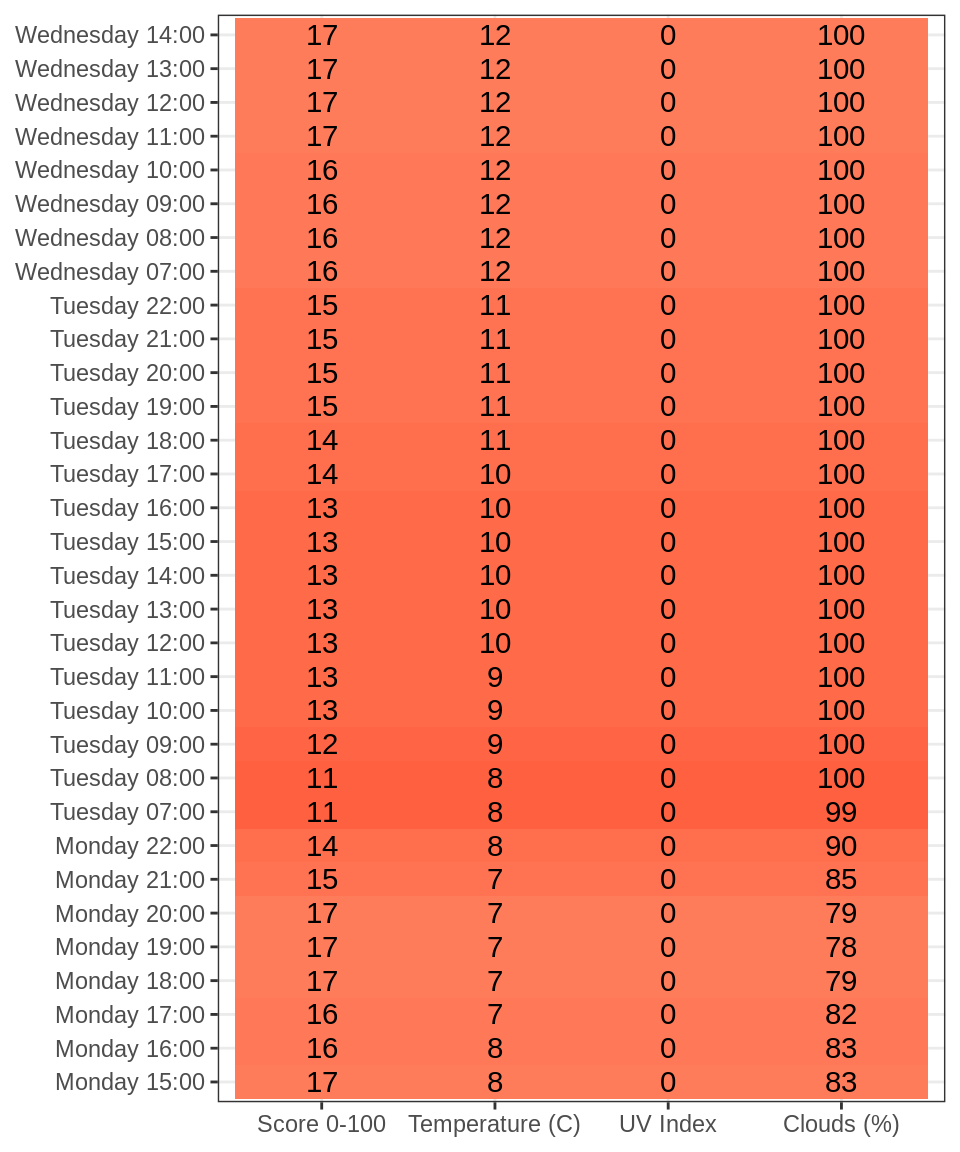 Wednesday 14:00 17 12 0 100
Wednesday 13:00 17 12 0 100
Wednesday 12:00 17 12 0 100
Wednesday 11:00 17 12 0 100
Wednesday 10:00 16 12 0 100
Wednesday 09:00 16 12 0 100
Wednesday 08:00 16 12 0 100
Wednesday 07:00 16 12 0 100
Tuesday 22:00 15 11 0 100
Tuesday 21:00 15 11 0 100
Tuesday 20:00 15 11 0 100
Tuesday 19:00 15 11 0 100
Tuesday 18:00 14 11 0 100
Tuesday 17:00 14 10 0 100
Tuesday 16:00 13 10 0 100
Tuesday 15:00 13 10 0 100
Tuesday 14:00 13 10 0 100
Tuesday 13:00 13 10 0 100
Tuesday 12:00 13 10 0 100
Tuesday 11:00 13 9 0 100
Tuesday 10:00 13 9 0 100
Tuesday 09:00 12 9 0 100
Tuesday 08:00 11 8 0 100
Tuesday 07:00 11 8 0 99
Monday 22:00 14 8 0 90
Monday 21:00 15 7 0 85
Monday 20:00 17 7 0 79
Monday 19:00 17 7 0 78
Monday 18:00 17 7 0 79
Monday 17:00 16 7 0 82
Monday 16:00 16 8 0 83
Monday 15:00 17 8 0 83
Score 0-100 Temperature (C) UV Index Clouds (%)